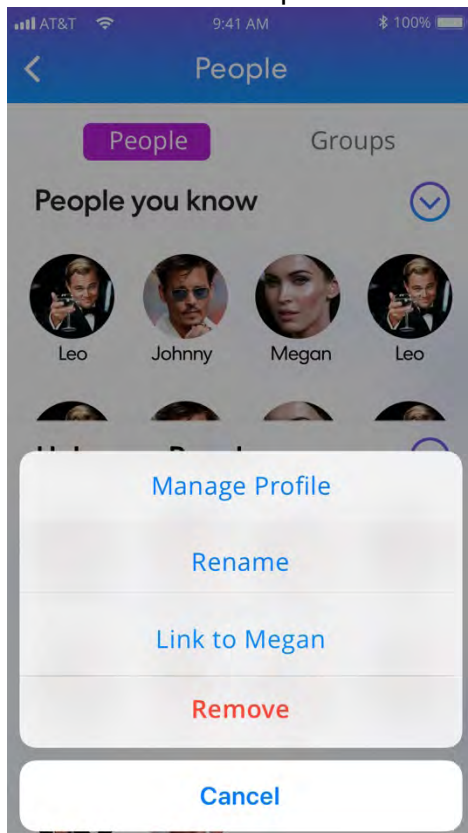 AT&T 9:41 AM 100%
People
People Groups
People you know
Leo Johnny Megan Leo
Manage Profile
Rename
Link to Megan
Remove
Cancel